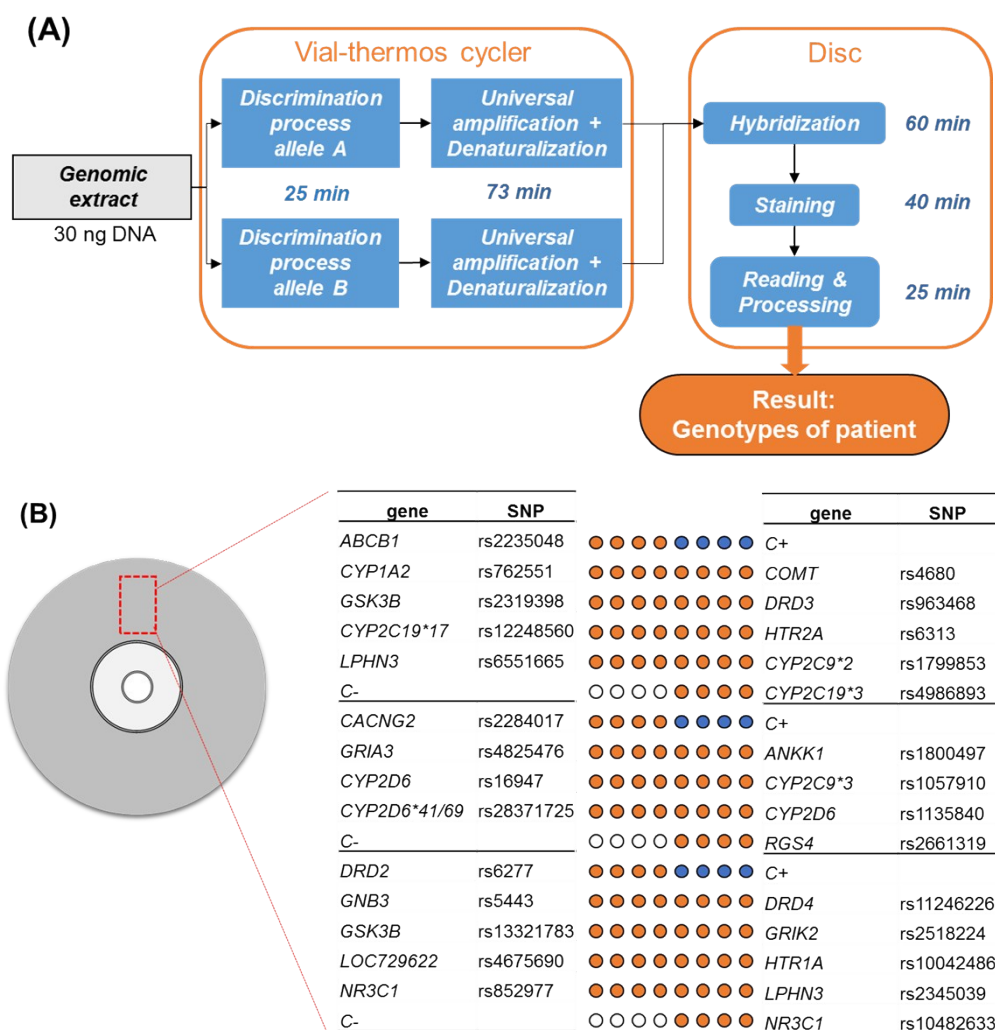 (A)
Vial-thermos cycler
Disc
Genomic
extract
30 ng DNA
Discrimination
process
allele A
Universal
amplification +
Denaturalization
25 min
73 min
Discrimination
process
allele B
Universal
amplification +
Denaturalization
Hybridization
60 min
Staining
40 min
Reading &
Processing
25 min
Result:
Genotypes of patient
(B)
gene SNP
ABCB1 rs2235048
CYP1A2 rs762551
GSK3B rs2319398
CYP2C19*17 rs12248560
LPHN3 rs6551665
C-
CACNG2 rs2284017
GRIA3 rs4825476
CYP2D6 rs16947
CYP2D6*41/69 rs28371725
C-
DRD2 rs6277
GNB3 rs5443
GSK3B rs13321783
LOC729622 rs4675690
NR3C1 rs852977
C-
gene SNP
C+
COMT rs4680
DRD3 rs963468
HTR2A rs6313
CYP2C9*2 rs1799853
CYP2C19*3 rs4986893
C+
ANKK1 rs1800497
CYP2C9*3 rs1057910
CYP2D6 rs1135840
RGS4 rs2661319
C+
DRD4 rs11246226
GRIK2 rs2518224
HTR1A rs10042486
LPHN3 rs2345039
NR3C1 rs10482633